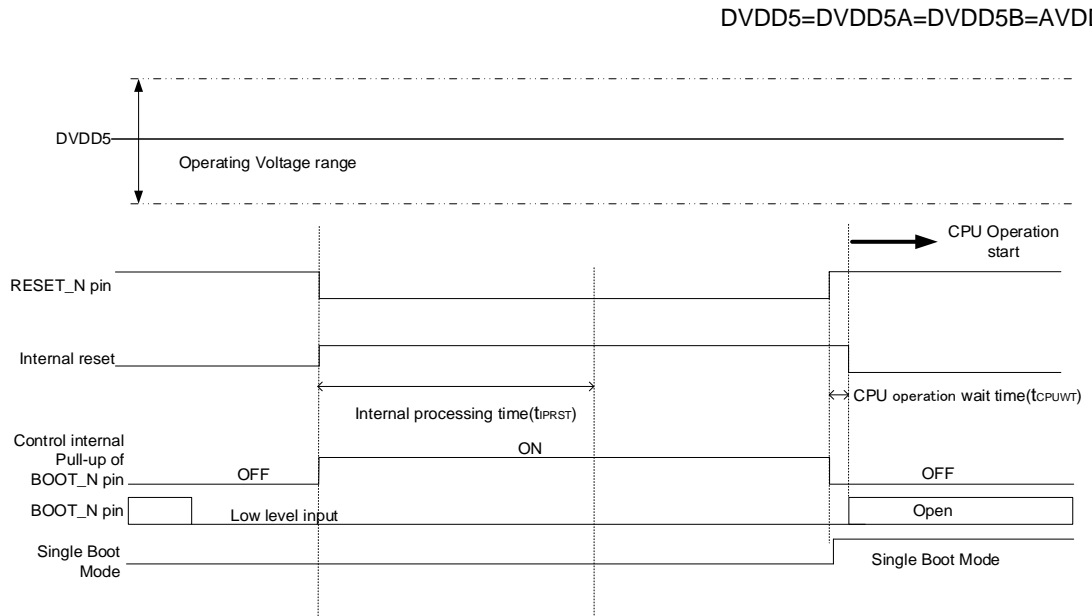 DVDD5=DVDD5A=DVDD5B=AVD
DVDD5
Operating Voltage range
CPU Operation
start
RESET_N pin
Internal reset
CPU operation wait time(tCPUWT)
Internal processing time(tIPRST)
Control internal
Pull-up of
BOOT_N pin
OFF
ON
OFF
BOOT_N pin
Low level input
Open
Single Boot
Mode
Single Boot Mode